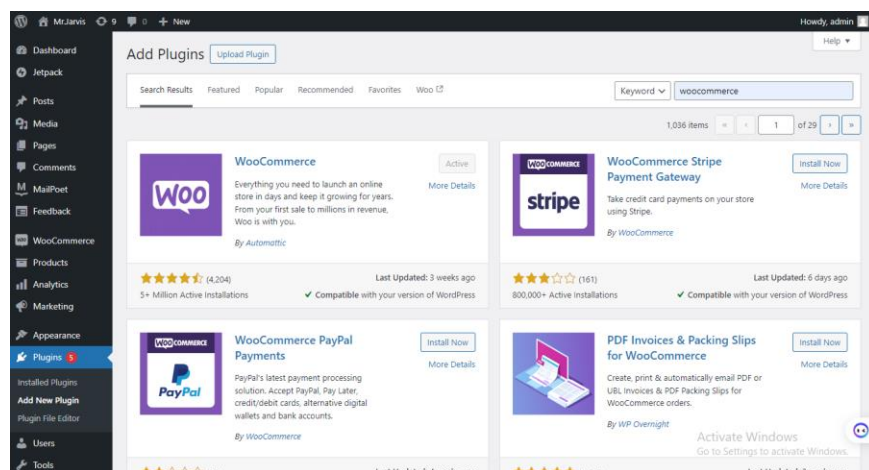 MrJarvis 9 0 + New Howdy, admin
Dashboard
Jetpack
Posts
Media
Pages
Comments
MailPoet
Feedback
WooCommerce
Products
Analytics
Marketing
Appearance
Plugins 5
Installed Plugins
Add New Plugin
Plugin File Editor
Users
Tools
Help
Add Plugins Upload Plugin
Search Results Featured Popular Recommended Favorites Woo Keyword woocommerce
1,036 items « ‹ 1 of 29 › »
WOO
WooCommerce
Active
More Details
Everything you need to launch an online
store in days and keep it growing for years.
From your first sale to millions in revenue,
Woo is with you.
By Automattic
(4,204)
5+ Million Active Installations
Last Updated: 3 weeks ago
✔ Compatible with your version of WordPress
WOO COMMERCE
stripe
WooCommerce Stripe
Payment Gateway
Install Now
More Details
Take credit card payments on your store
using Stripe.
By WooCommerce
(161)
800,000+ Active Installations
Last Updated: 6 days ago
✔ Compatible with your version of WordPress
WOO COMMERCE
PayPal
WooCommerce PayPal
Payments
Install Now
More Details
PayPal's latest payment processing
solution. Accept PayPal, Pay Later,
credit/debit cards, alternative digital
wallets and bank accounts.
By WooCommerce
PDF Invoices & Packing Slips
for WooCommerce
Install Now
More Details
Create, print & automatically email PDF or
UBL Invoices & PDF Packing Slips for
WooCommerce orders.
By WP Overnight
Activate Windows
Go to Settings to activate Windows.